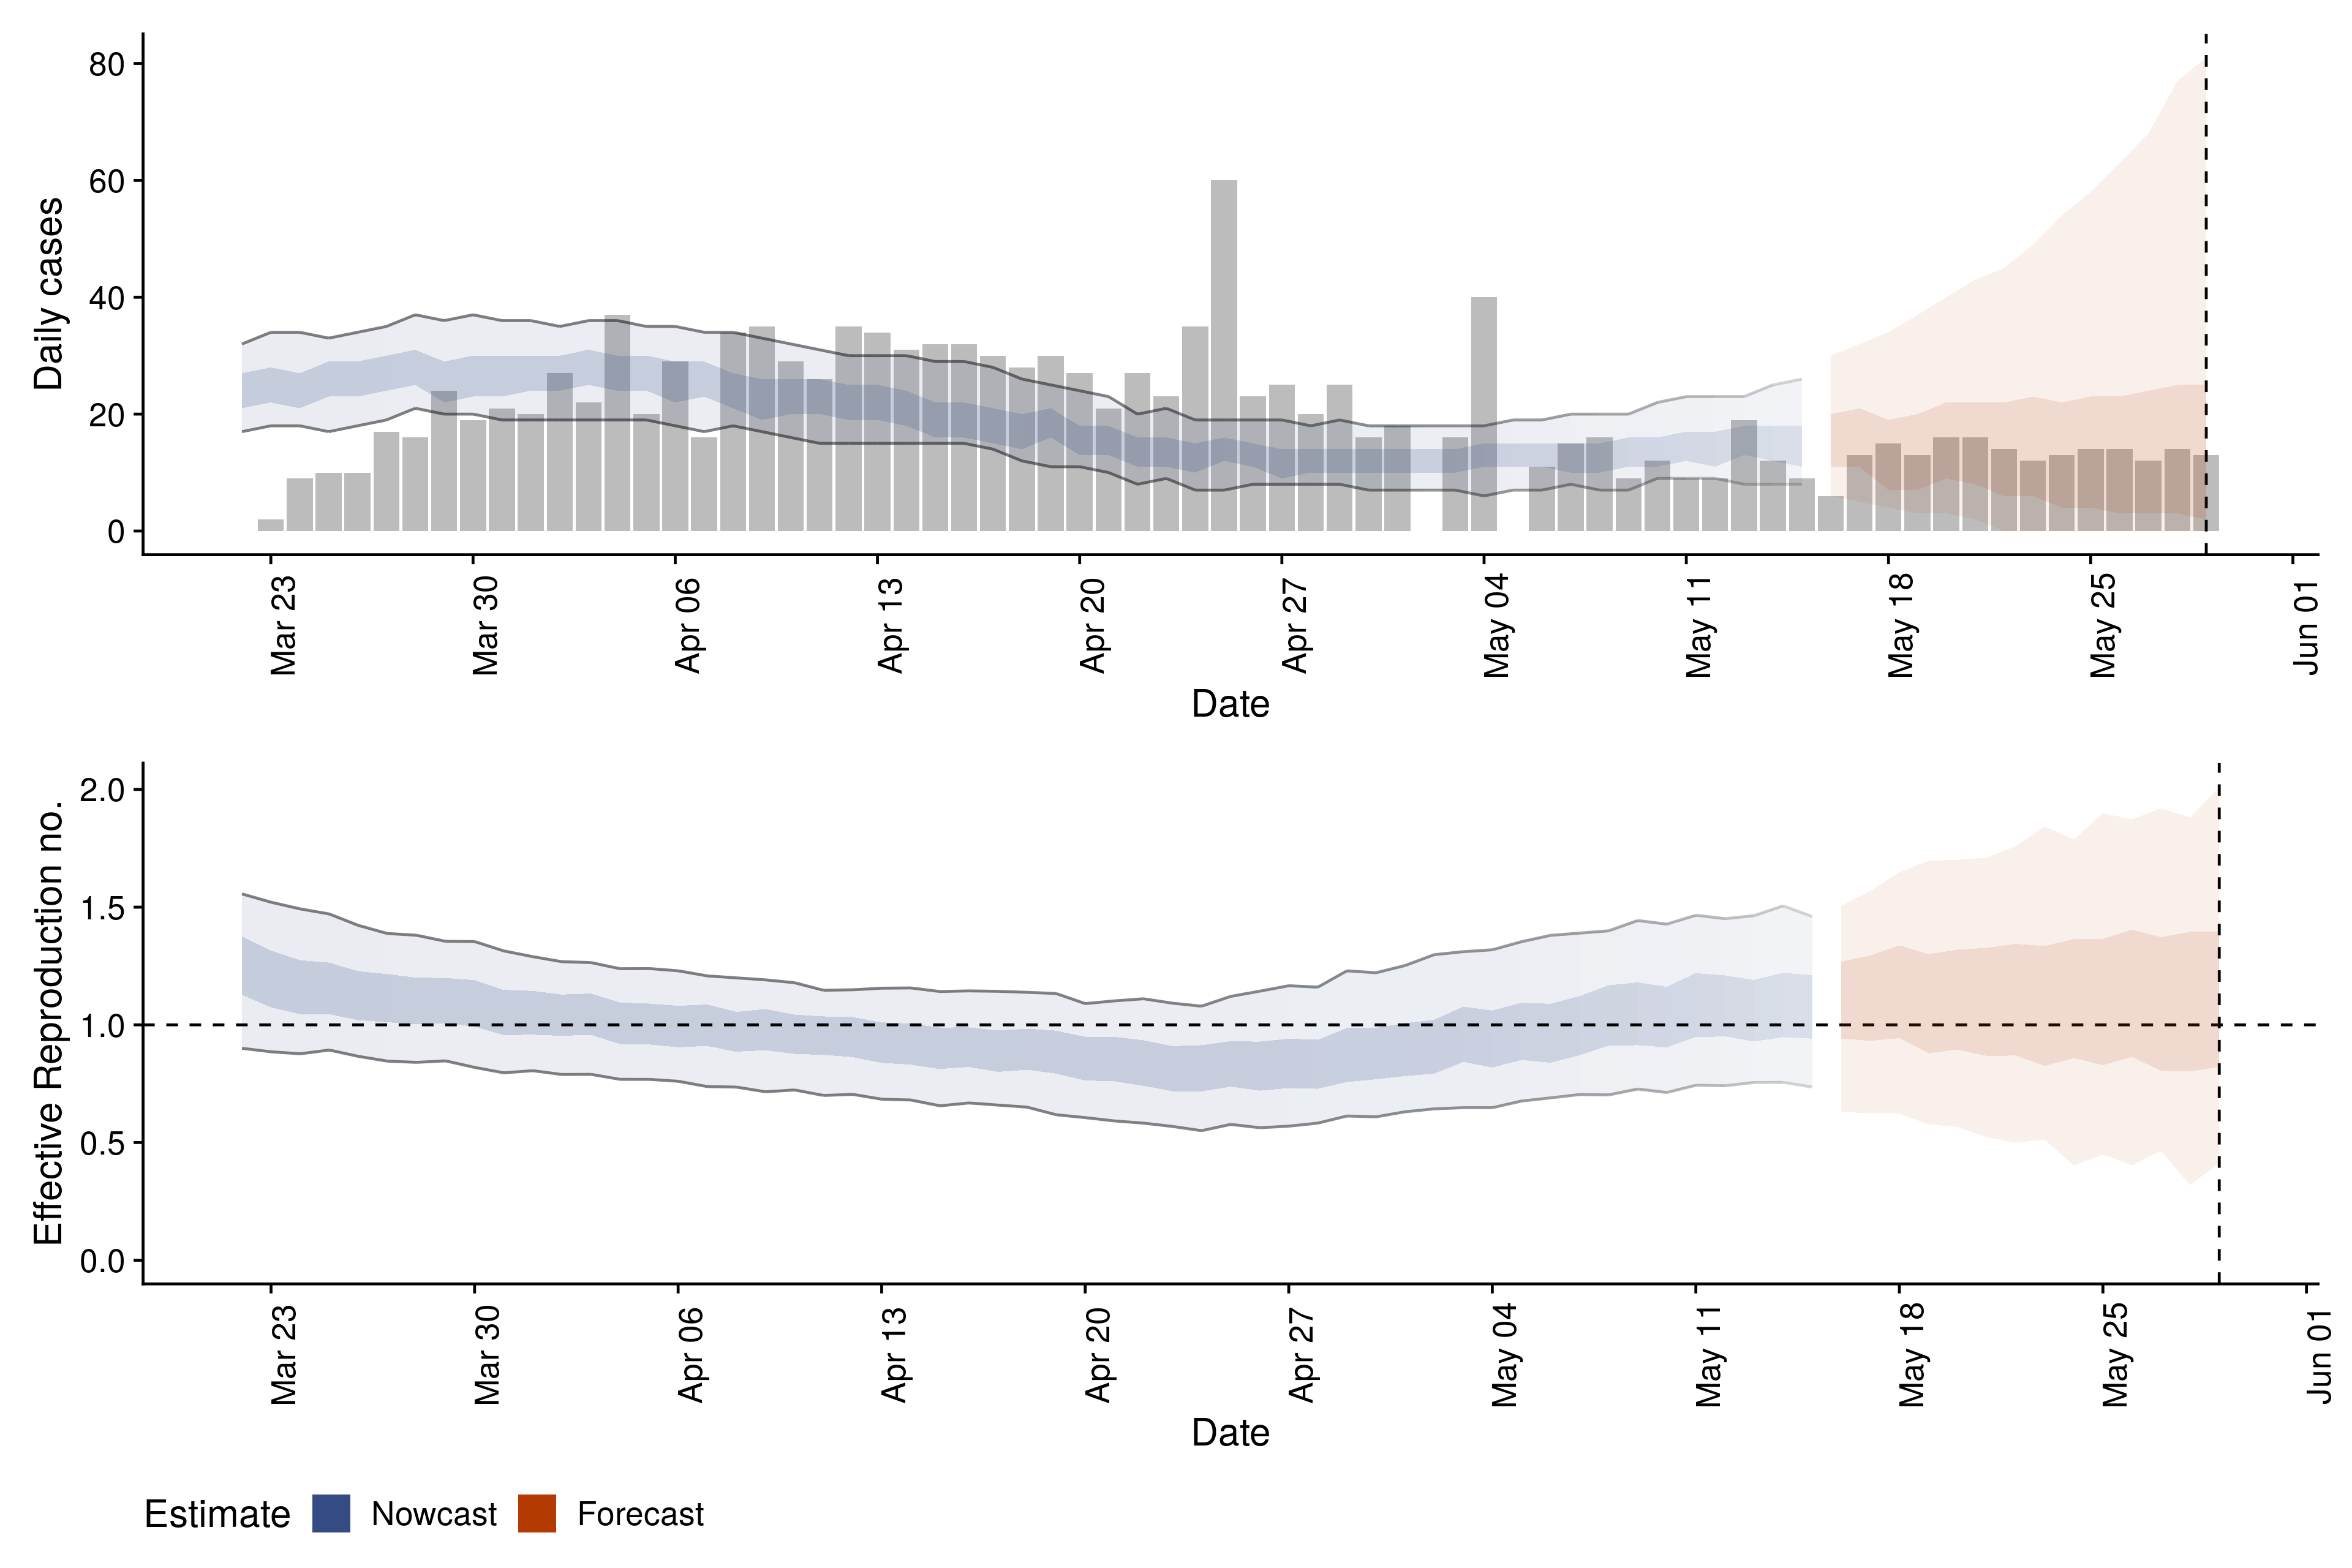 Daily cases
80
60
40
20
0
Mar 23
Mar 30
Apr 06
Apr 13
Apr 20
Apr 27
May 04
May 11
May 18
May 25
Jun 01
Date
Effective Reproduction no.
2.0
1.5
1.0
0.5
0.0
Mar 23
Mar 30
Apr 06
Apr 13
Apr 20
Apr 27
May 04
May 11
May 18
May 25
Jun 01
Date
Estimate Nowcast Forecast